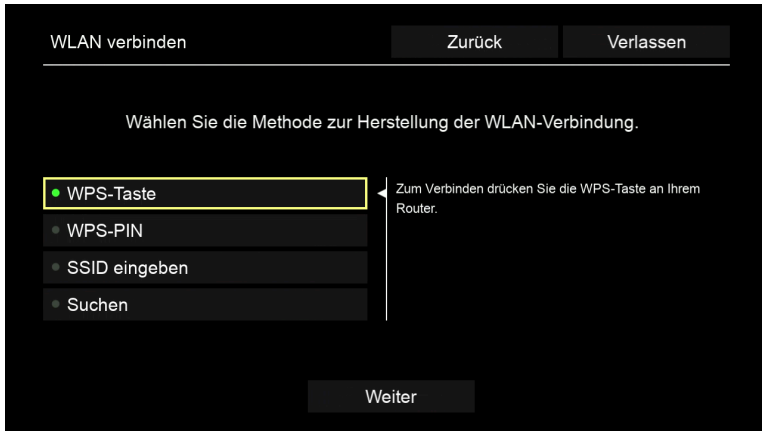 WLAN verbinden
Zurück
Verlassen
Wählen Sie die Methode zur Herstellung der WLAN-Verbindung.
WPS-Taste
WPS-PIN
SSID eingeben
Suchen
Zum Verbinden drücken Sie die WPS-Taste an Ihrem
Router.
Weiter